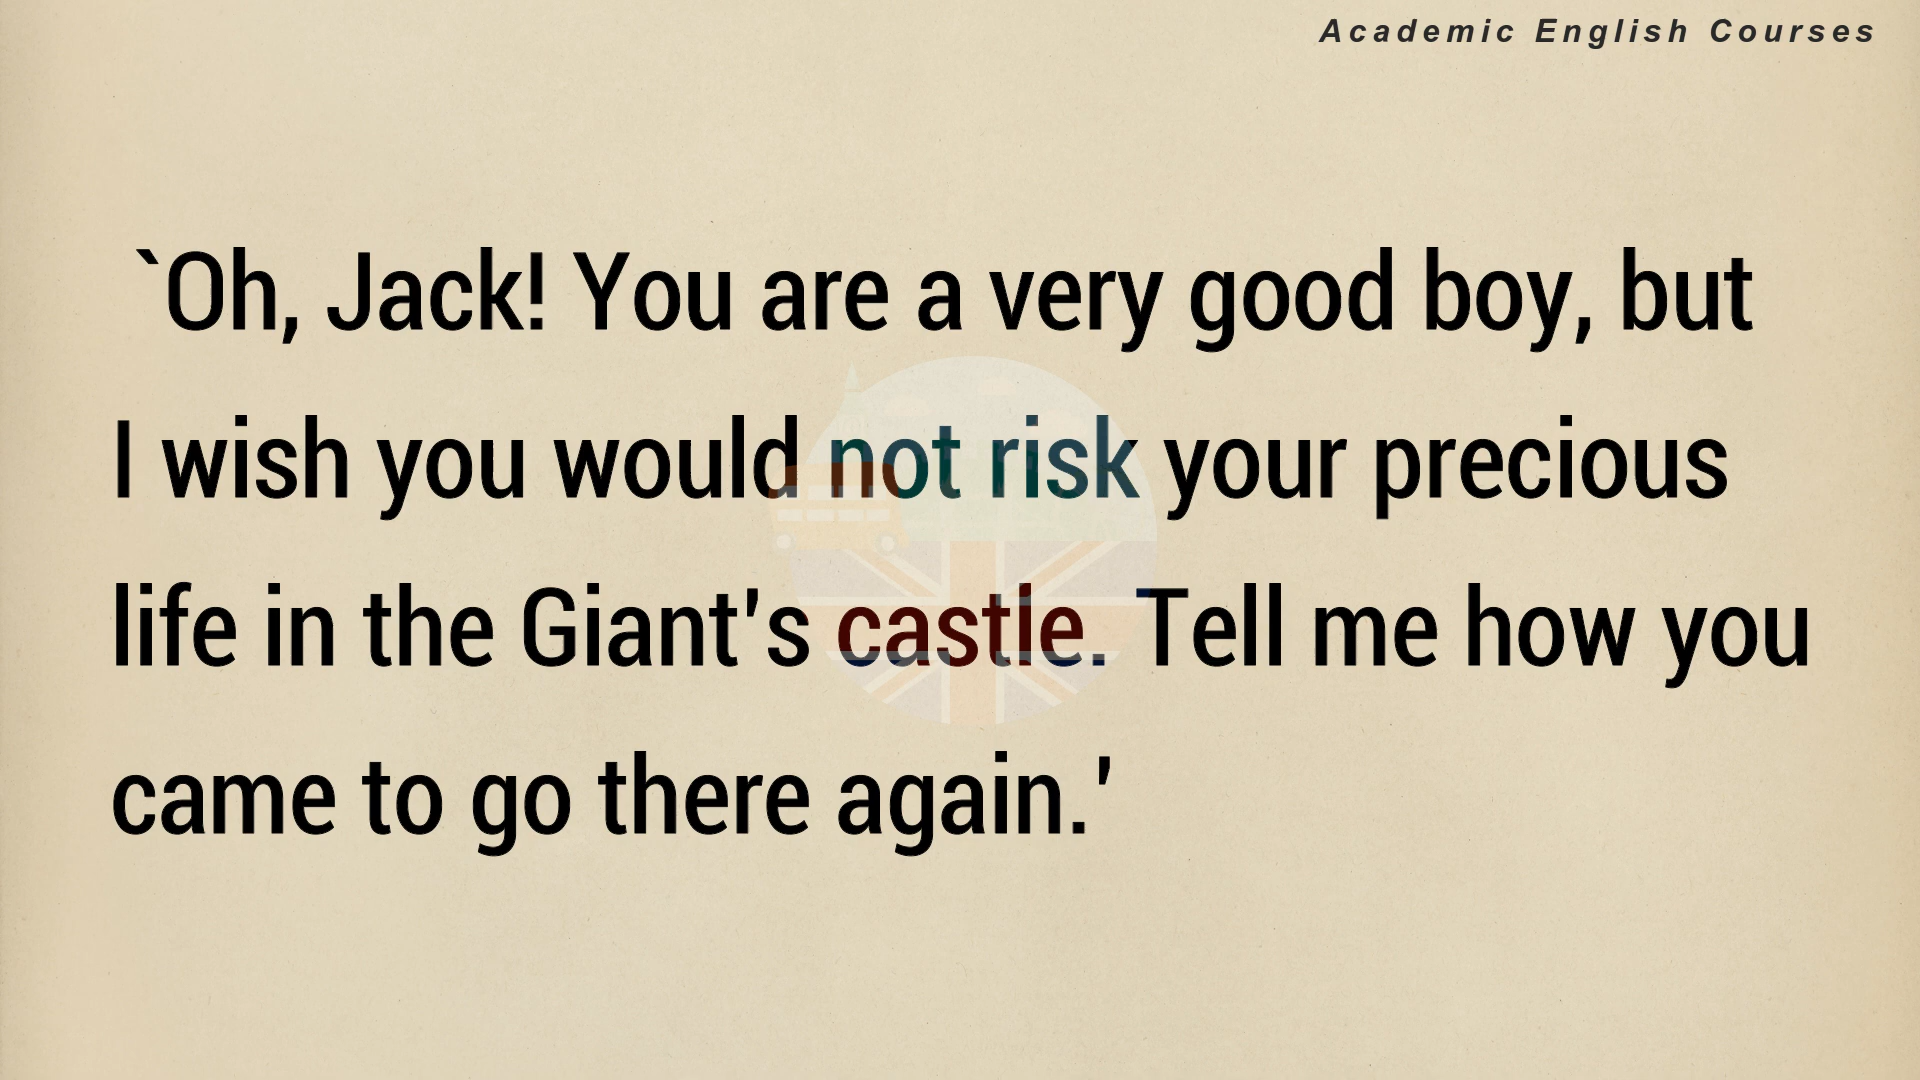 Academic English Courses
`Oh, Jack! You are a very good boy, but
I wish you would not risk your precious
life in the Giant's castle. Tell me how you
came to go there again.'